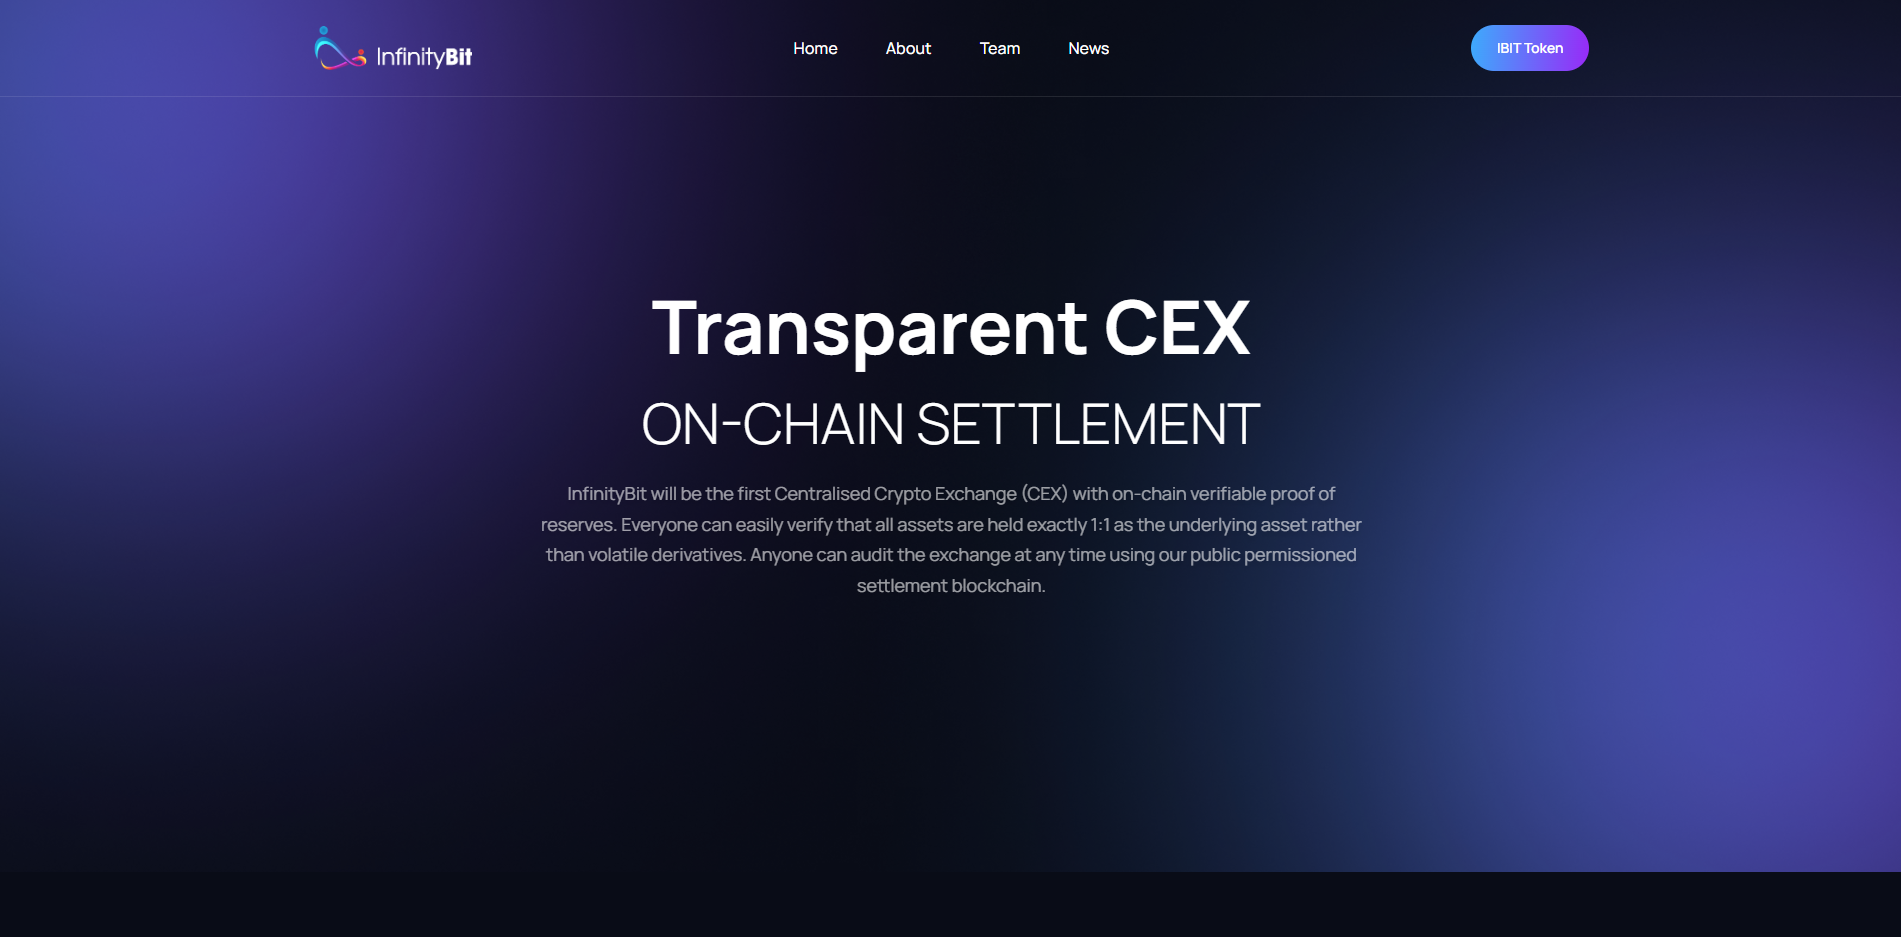 InfinityBit
Home
About
Team
News
IBIT Token
Transparent CEX
ON-CHAIN SETTLEMENT
InfinityBit will be the first Centralised Crypto Exchange (CEX) with on-chain verifiable proof of
reserves. Everyone can easily verify that all assets are held exactly 1:1 as the underlying asset rather
than volatile derivatives. Anyone can audit the exchange at any time using our public permissioned
settlement blockchain.